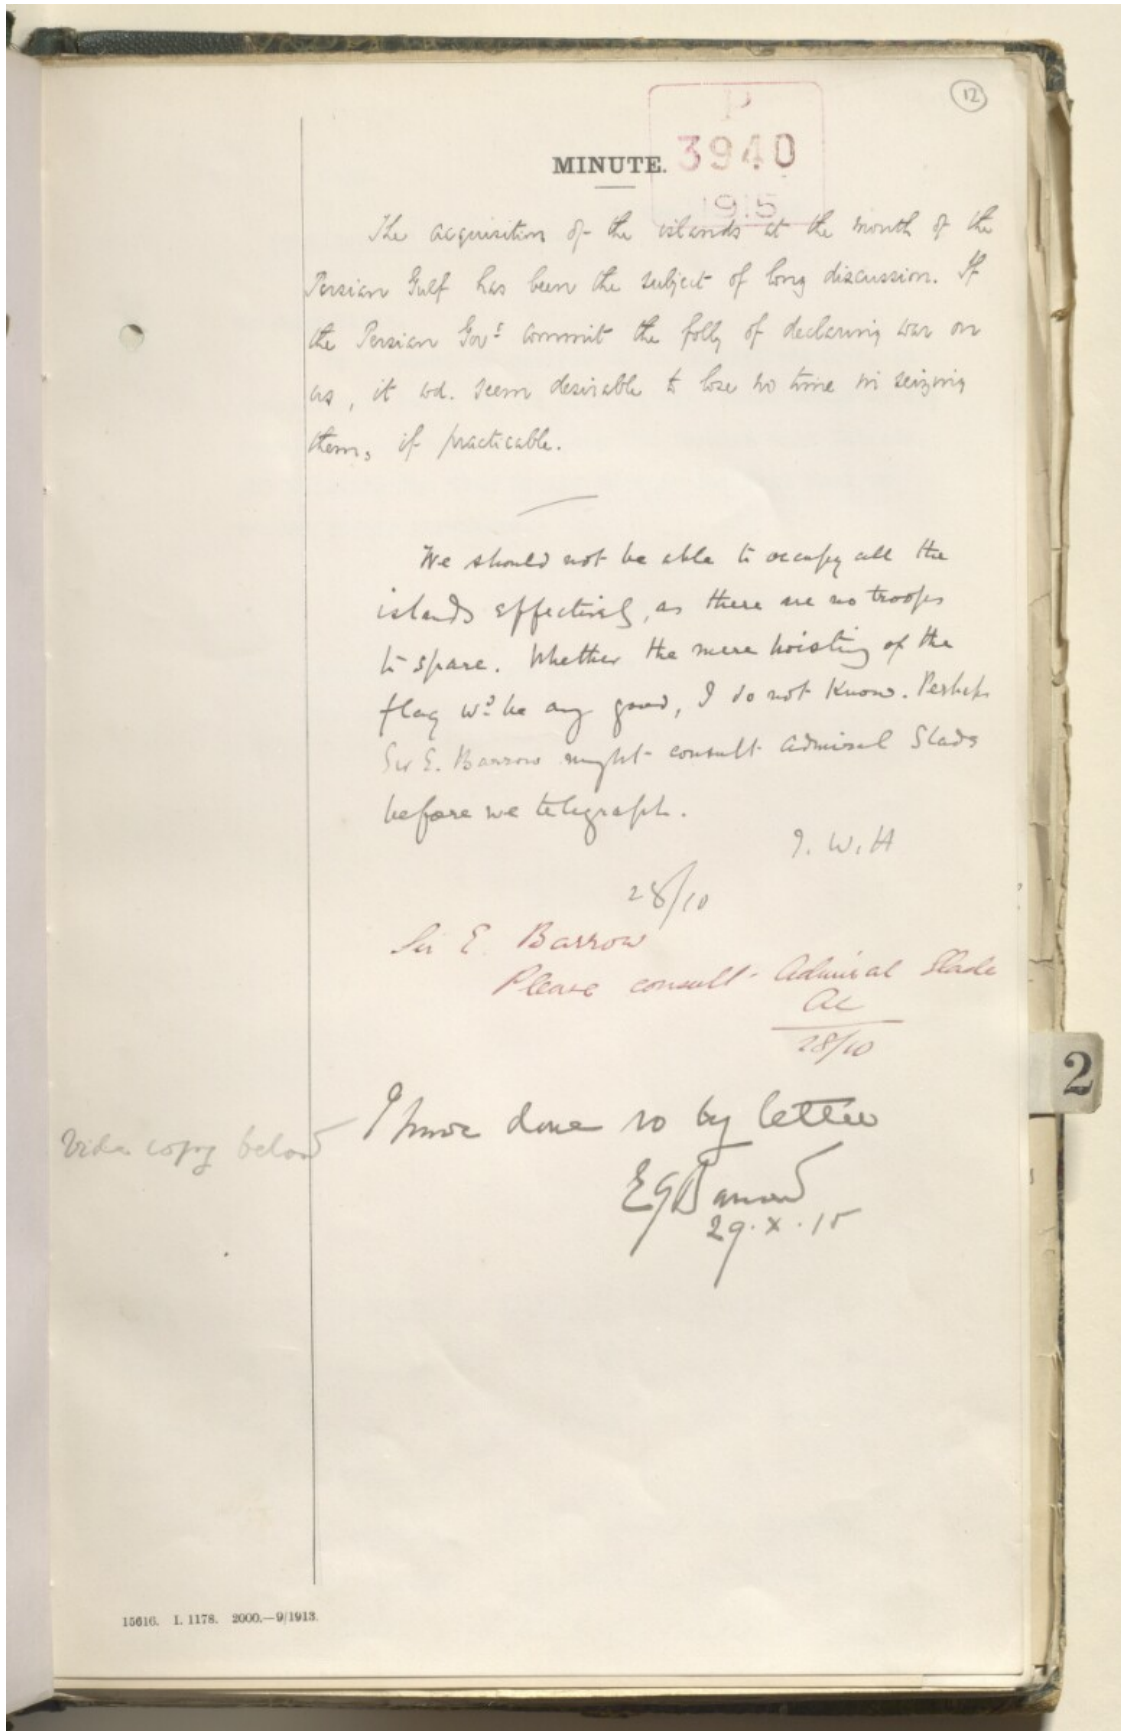 12
P
3940
1915
MINUTE.
The acquisition of the islands at the mouth of the
Persian Gulf has been the subject of long discussion. If
the Persian Govt. commit the folly of declaring war on
us, it wd. seem desirable to lose no time in seizing
them, if practicable.
We should not be able to occupy all the
islands effectively, as there are no troops
to spare. Whether the mere hoisting of the
flag wd. be any good, I do not know. Perhaps
Sir E. Barrow might consult Admiral Slade
before we telegraph.
T. W. H
28/10
Sir E Barrow
Please consult Admiral Slade
AC
28/10
I have done so by letter
Vide copy below
EGBarrow
29.X.15
2
15616. I. 1178. 2000.—9/1913.